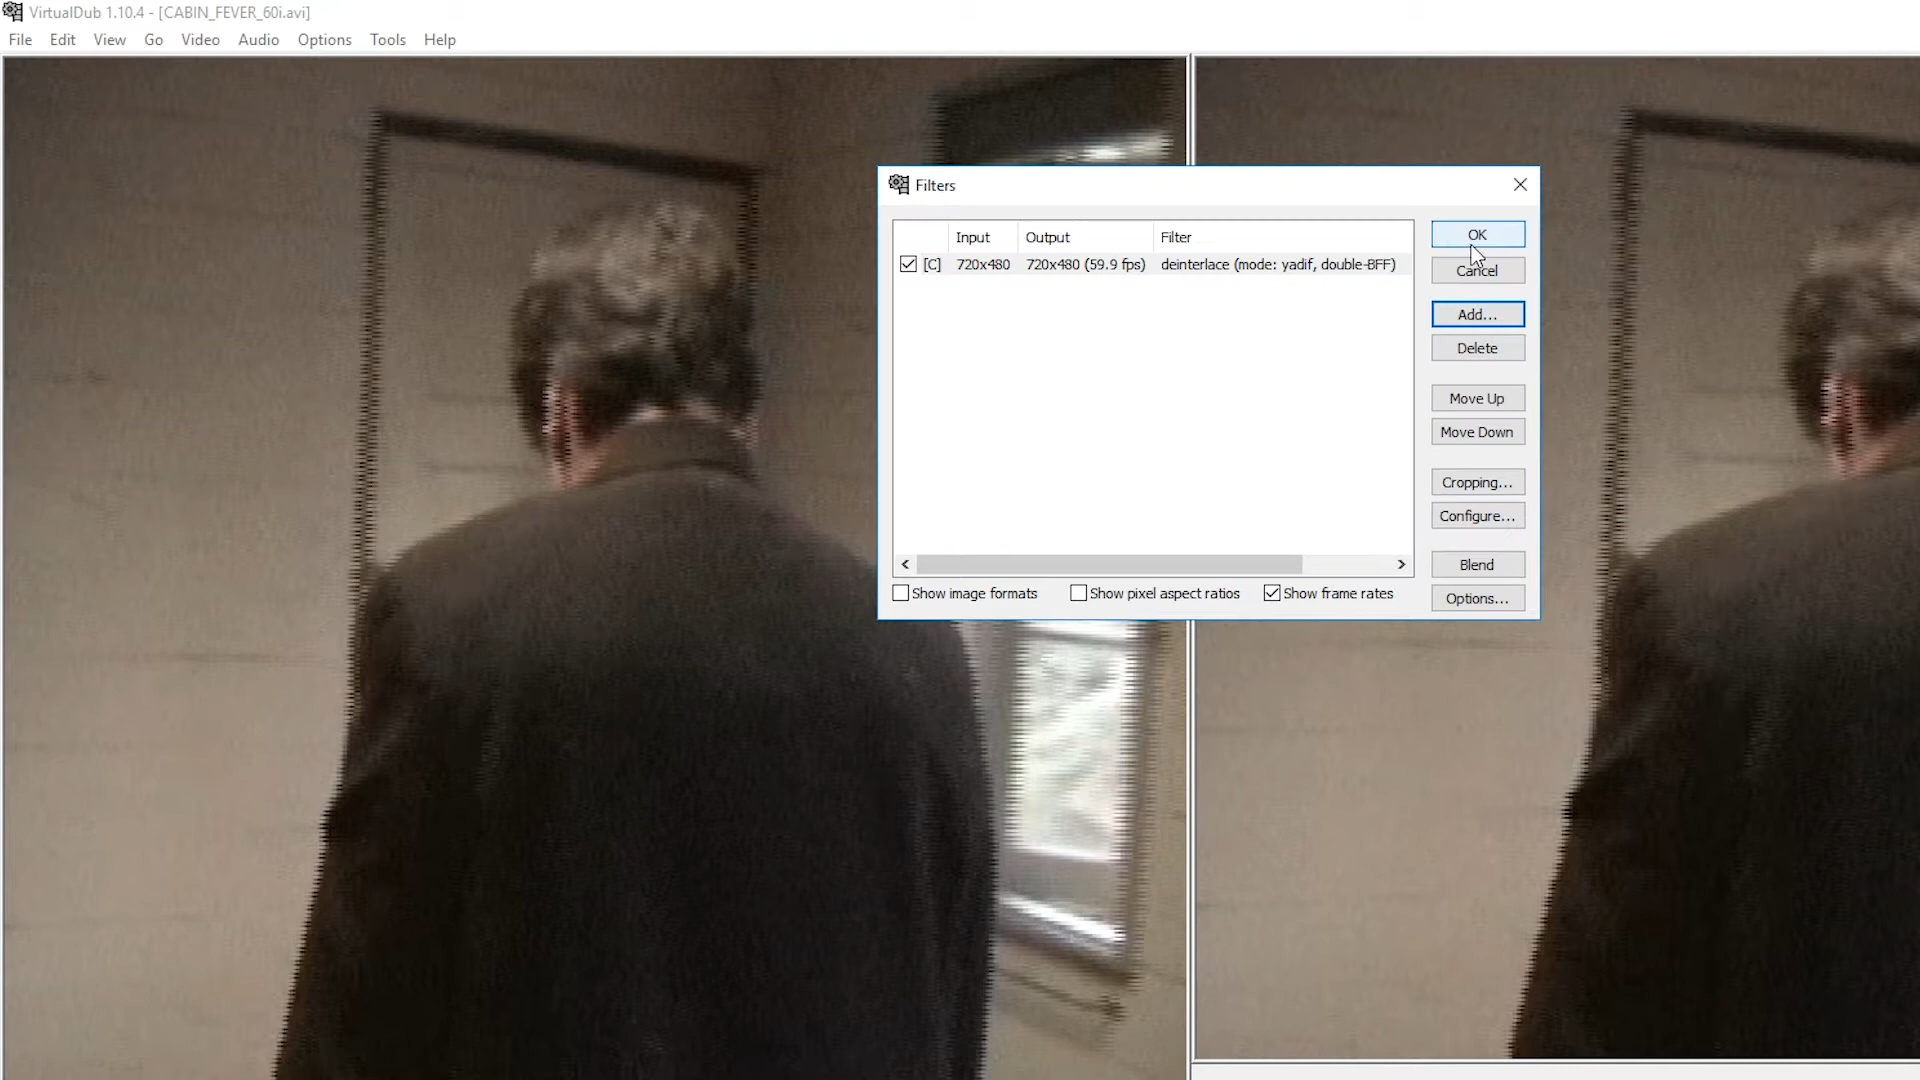 VirtualDub 1.10.4 - [CABIN_FEVER_60i.avi]
File Edit View Go Video Audio Options Tools Help
Filters
Input Output Filter
[C] 720x480 720x480 (59.9 fps) deinterlace (mode: yadif, double-BFF)
OK
Cancel
Add...
Delete
Move Up
Move Down
Cropping...
Configure...
Blend
Show image formats Show pixel aspect ratios Show frame rates
Options...